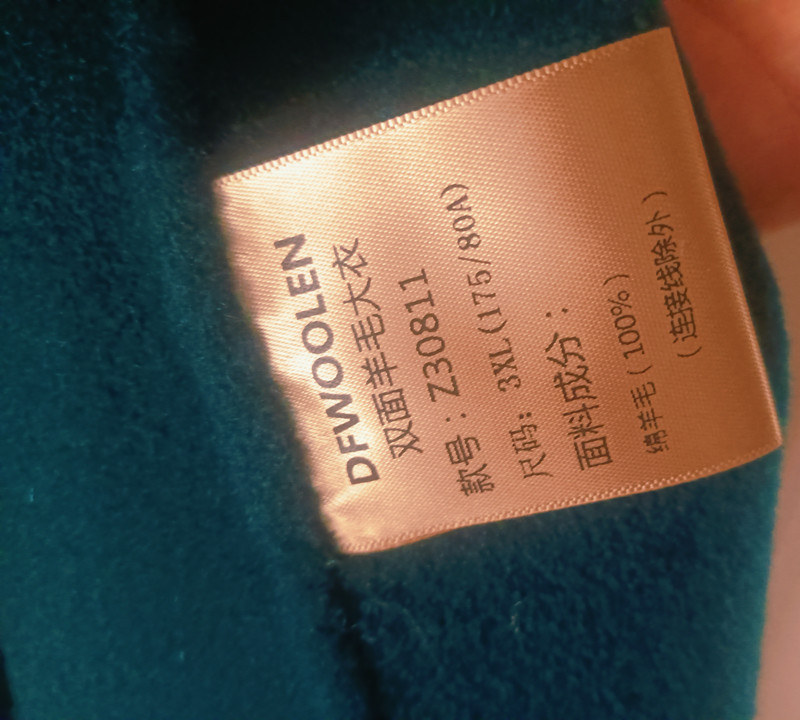 DFWOOLEN
双面羊毛大衣
款号：Z30811
尺码：3XL(175/80A)
面料成分：
绵羊毛（100%）
（连接线除外）